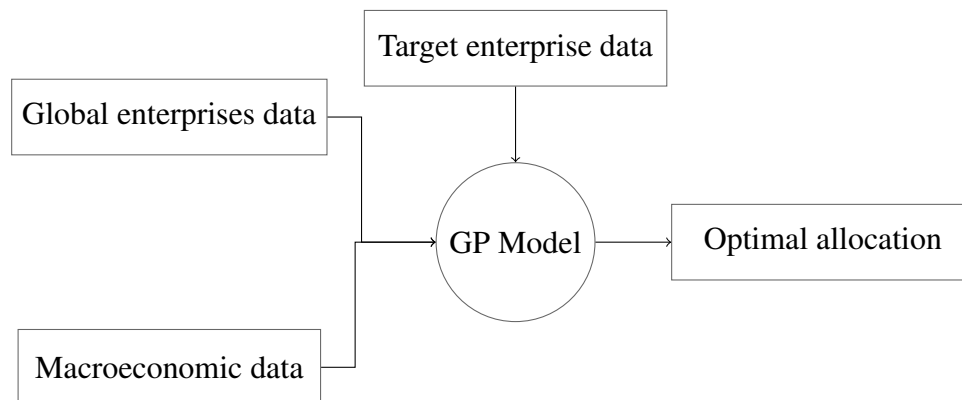 Target enterprise data
Global enterprises data
GP Model
Optimal allocation
Macroeconomic data